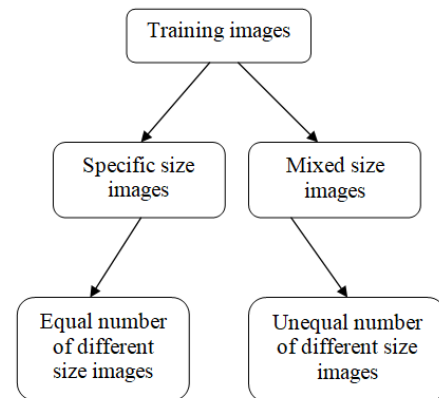 Training images
Specific size
images
Mixed size
images
Equal number
of different
size images
Unequal number
of different size
images